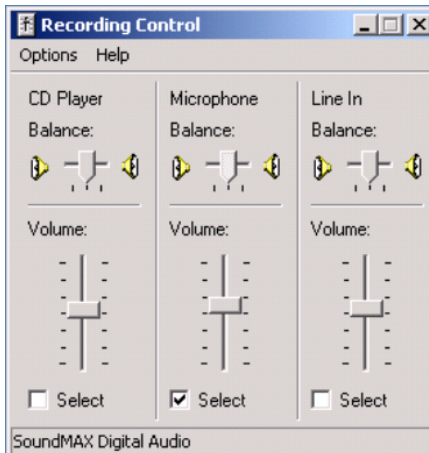 Recording Control
Options Help
CD Player Microphone Line In
Balance: Balance: Balance:
Volume: Volume: Volume:
Select Select Select
SoundMAX Digital Audio